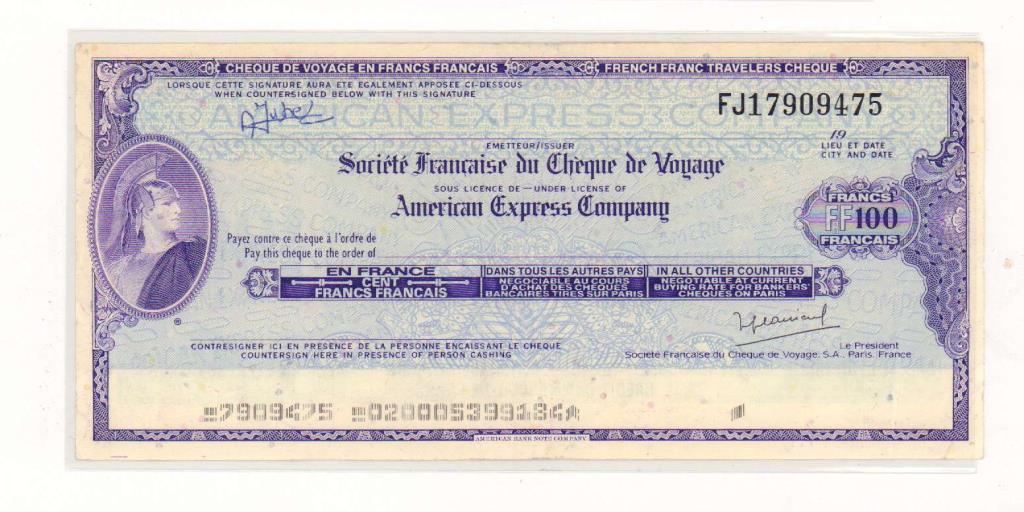 CHEQUE DE VOYAGE EN FRANCS FRANCAIS FRENCH FRANC TRAVELERS CHEQUE
LORSQUE CETTE SIGNATURE AURA ETE EGALEMENT APPOSEE CI-DESSOUS
WHEN COUNTERSIGNED BELOW WITH THIS SIGNATURE
FJ17909475
AMERICAN EXPRESS COMPANY
19
LIEU ET DATE
CITY AND DATE
EMETTEUR/ISSUER
Société Francaise du Chèque de Voyage
SOUS LICENCE DE — UNDER LICENSE OF
American Express Company
FRANCS
FF100
FRANÇAIS
Payez contre ce chèque à l'ordre de
Pay this cheque to the order of
EN FRANCE
CENT
FRANCS FRANCAIS
DANS TOUS LES AUTRES PAYS
NEGOCIABLE AU COURS
D'ACHAT DES CHEQUES
BANCAIRES TIRES SUR PARIS
IN ALL OTHER COUNTRIES
NEGOTIABLE AT CURRENT
BUYING RATE FOR BANKERS'
CHEQUES ON PARIS
®
CONTRESIGNER ICI EN PRESENCE DE LA PERSONNE ENCAISSANT LE CHEQUE
COUNTERSIGN HERE IN PRESENCE OF PERSON CASHING
Le President
Societe Française du Cheque de Voyage, S.A., Paris, France
7909475 020005399134
AMERICAN BANK NOTE COMPANY